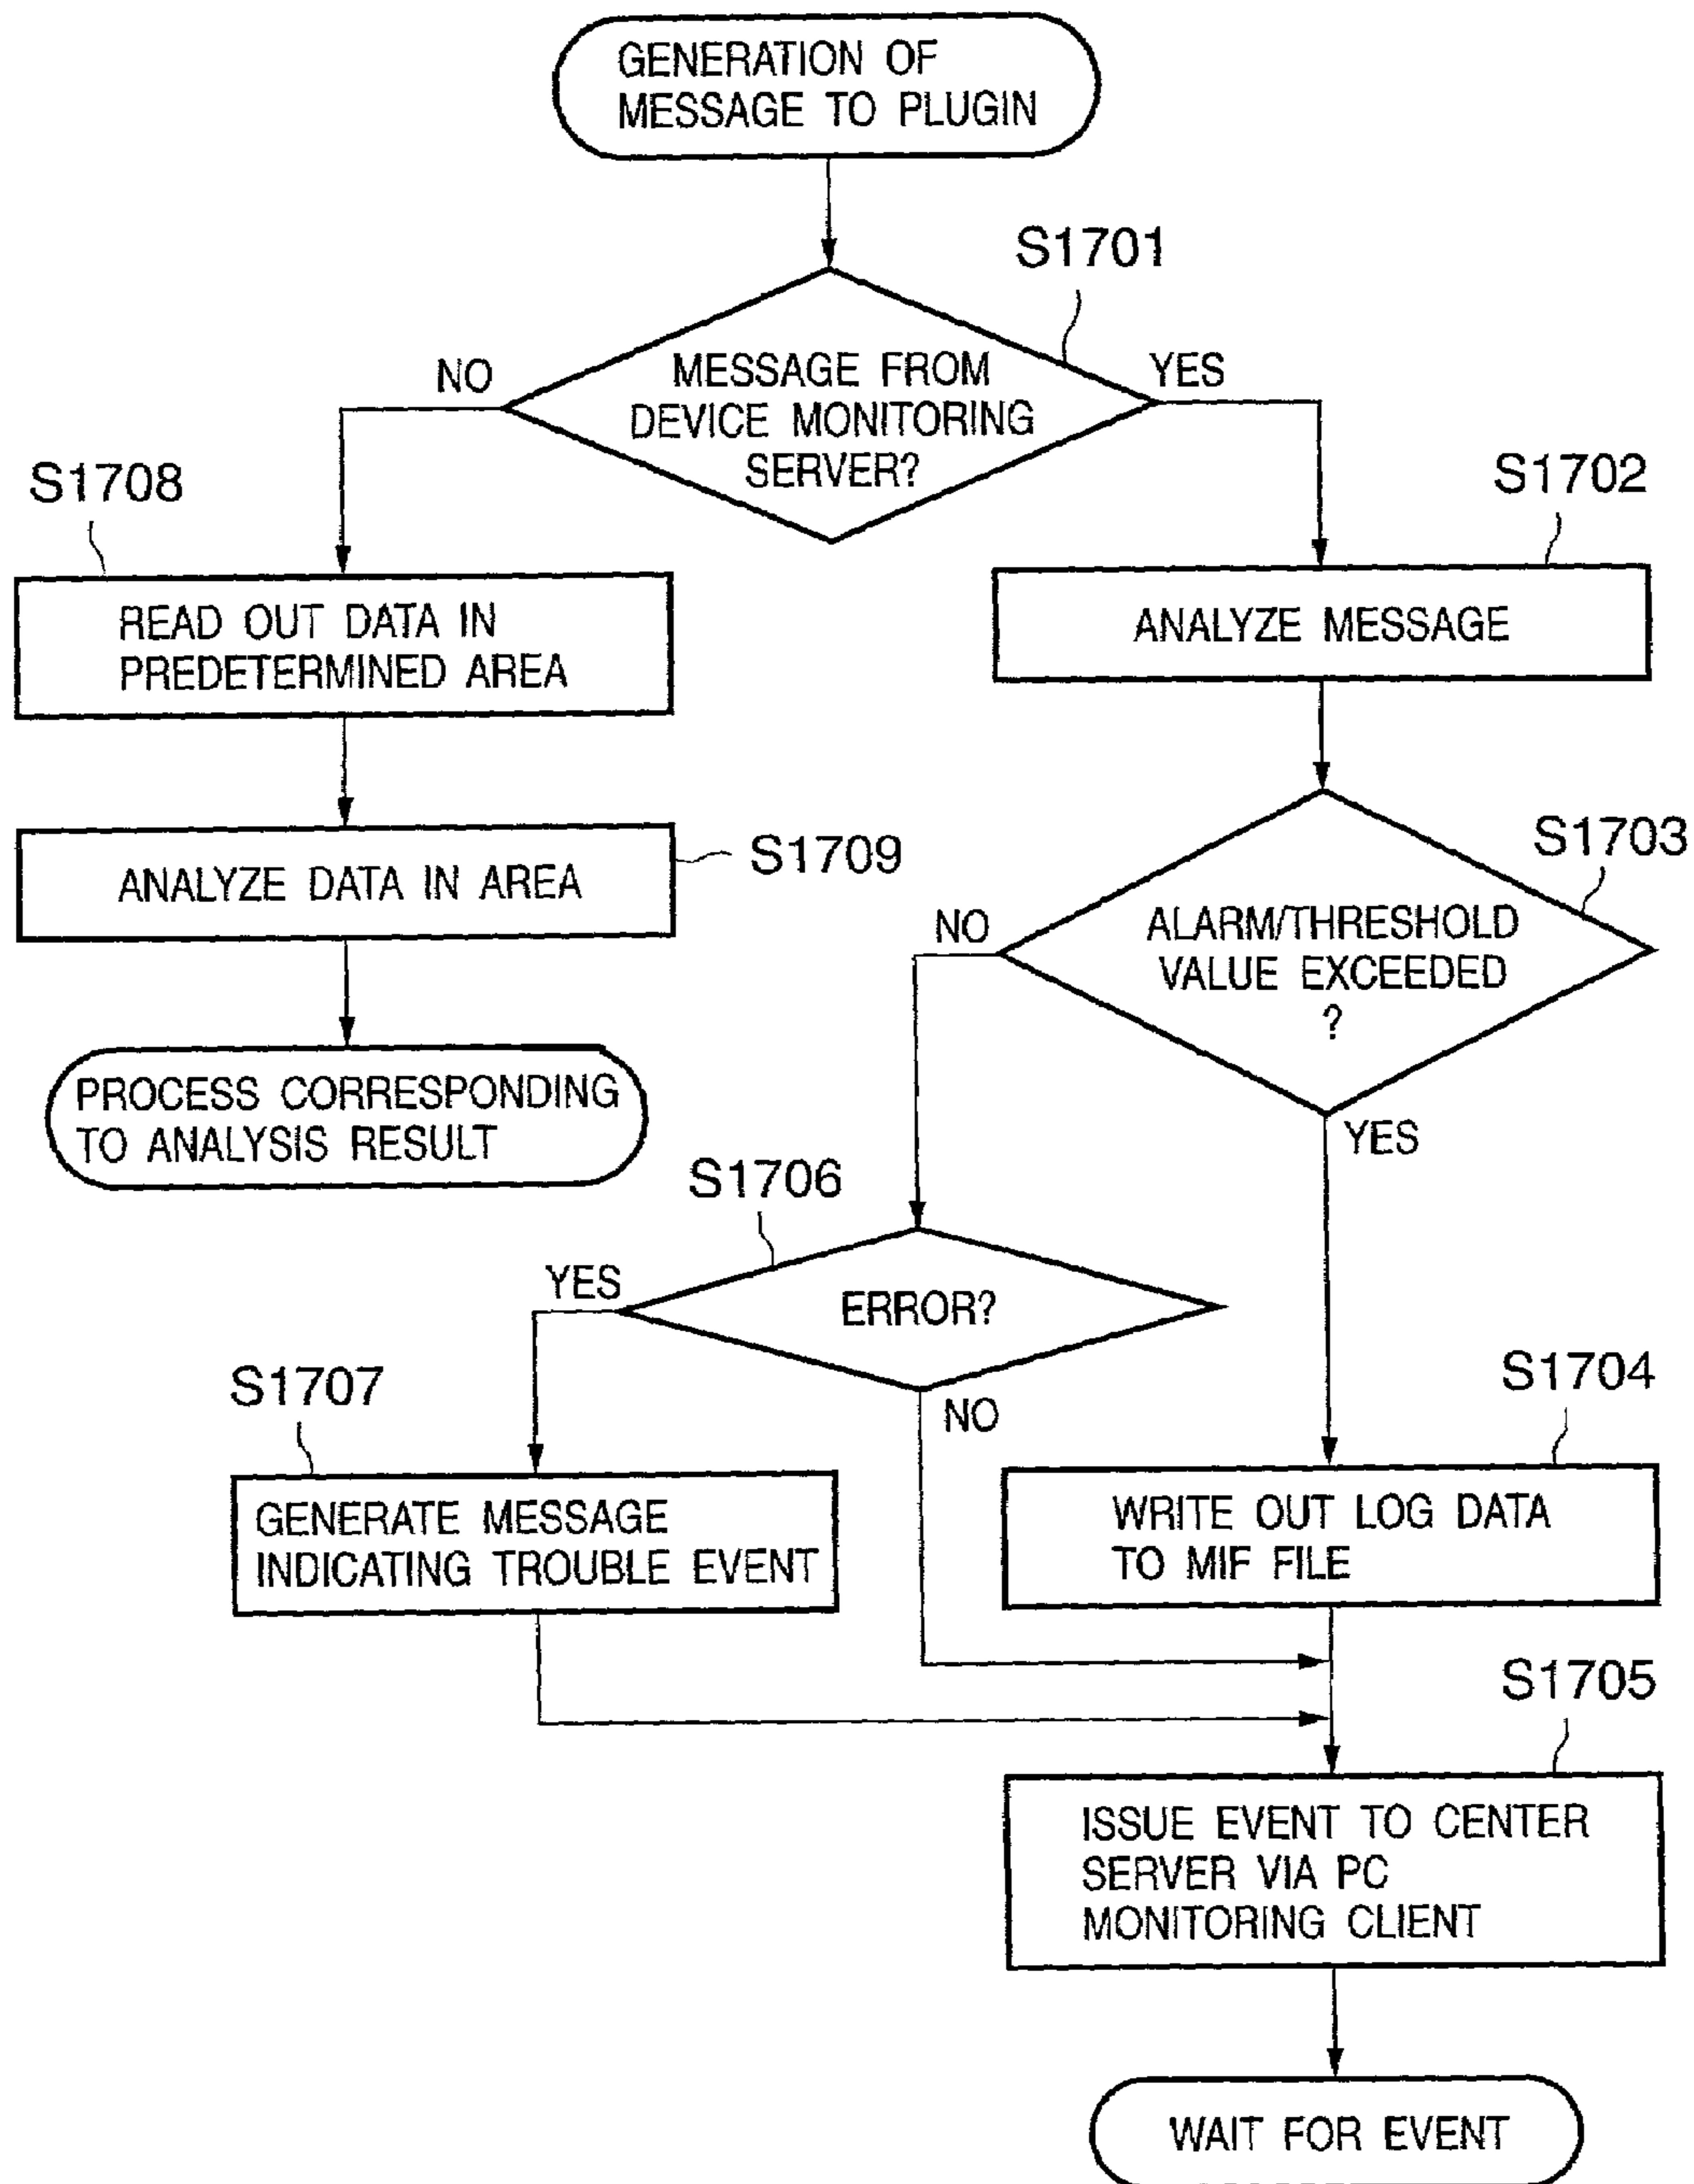 GENERATION OF
MESSAGE TO PLUGIN
S1701
NO
MESSAGE FROM
DEVICE MONITORING
SERVER?
YES
S1708
S1702
READ OUT DATA IN
PREDETERMINED AREA
ANALYZE MESSAGE
S1709
ANALYZE DATA IN AREA
S1703
NO
ALARM/THRESHOLD
VALUE EXCEEDED
?
PROCESS CORRESPONDING
TO ANALYSIS RESULT
YES
S1706
YES
ERROR?
S1707
NO
S1704
GENERATE MESSAGE
INDICATING TROUBLE EVENT
WRITE OUT LOG DATA
TO MIF FILE
S1705
ISSUE EVENT TO CENTER
SERVER VIA PC
MONITORING CLIENT
WAIT FOR EVENT